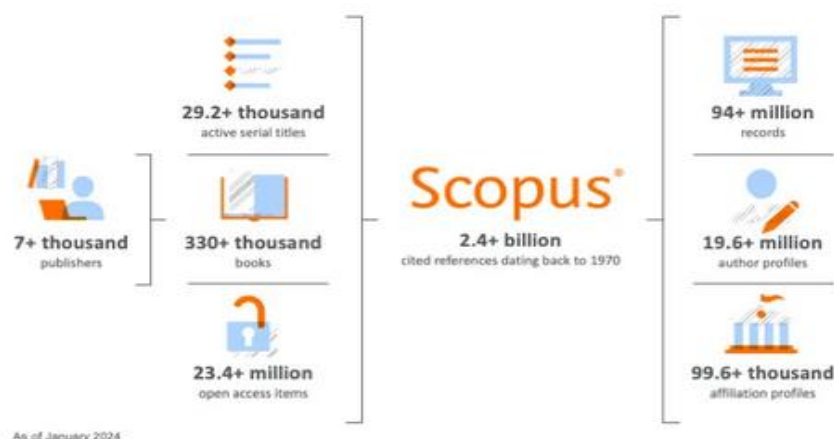 29.2+ thousand
active serial titles
7+ thousand
publishers
330+ thousand
books
23.4+ million
open access items
Scopus®
2.4+ billion
cited references dating back to 1970
94+ million
records
19.6+ million
author profiles
99.6+ thousand
affiliation profiles
As of January 2024